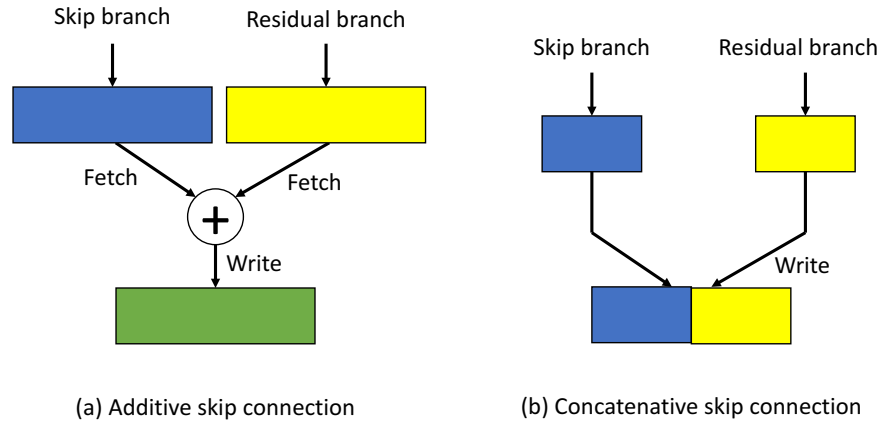 Skip branch
Residual branch
Fetch
Fetch
+
Write
(a) Additive skip connection
Skip branch
Residual branch
Write
(b) Concatenative skip connection